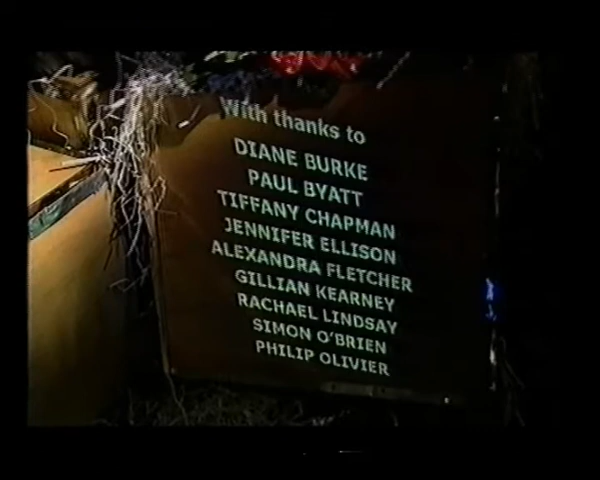 With thanks to
DIANE BURKE
PAUL BYATT
TIFFANY CHAPMAN
JENNIFER ELLISON
ALEXANDRA FLETCHER
GILLIAN KEARNEY
RACHAEL LINDSAY
SIMON O'BRIEN
PHILIP OLIVIER